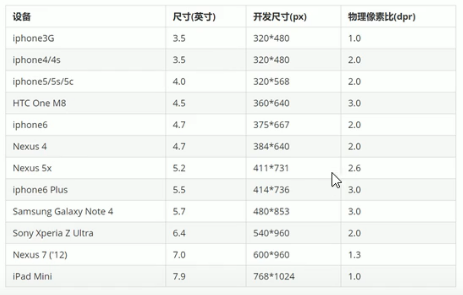 设备 尺寸(英寸) 开发尺寸(px) 物理像素比(dpr)
iphone3G 3.5 320*480 1.0
iphone4/4s 3.5 320*480 2.0
iphone5/5s/5c 4.0 320*568 2.0
HTC One M8 4.5 360*640 3.0
iphone6 4.7 375*667 2.0
Nexus 4 4.7 384*640 2.0
Nexus 5x 5.2 411*731 2.6
iphone6 Plus 5.5 414*736 3.0
Samsung Galaxy Note 4 5.7 480*853 3.0
Sony Xperia Z Ultra 6.4 540*960 2.0
Nexus 7 ('12) 7.0 600*960 1.3
iPad Mini 7.9 768*1024 1.0